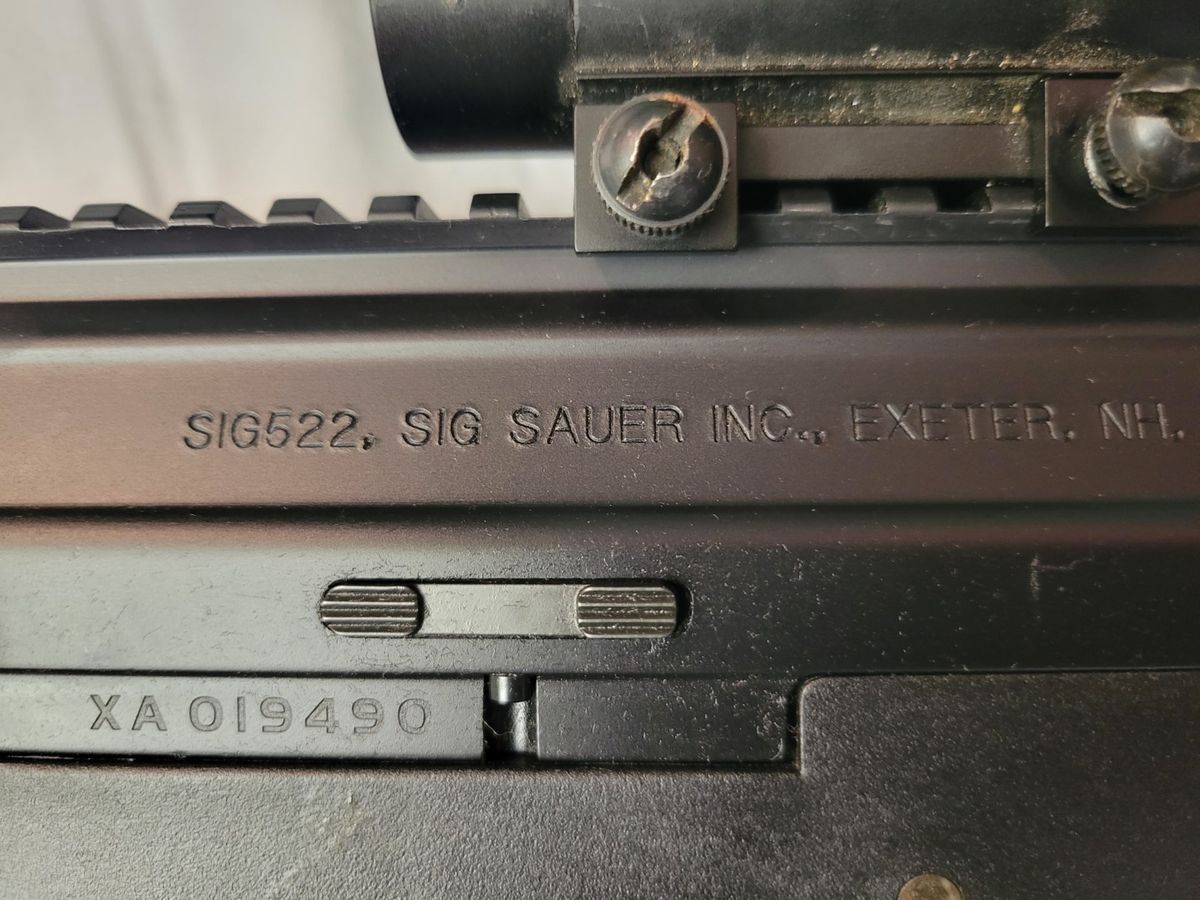 SIG522, SIG SAUER INC., EXETER, NH.
XA 019490